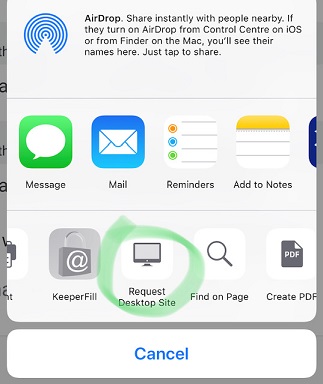 AirDrop. Share instantly with people nearby. If
they turn on AirDrop from Control Centre on iOS
or from Finder on the Mac, you'll see their
names here. Just tap to share.
Message Mail Reminders Add to Notes
@ PDF
nt KeeperFill Request Find on Page Create PDF
Desktop Site
Cancel